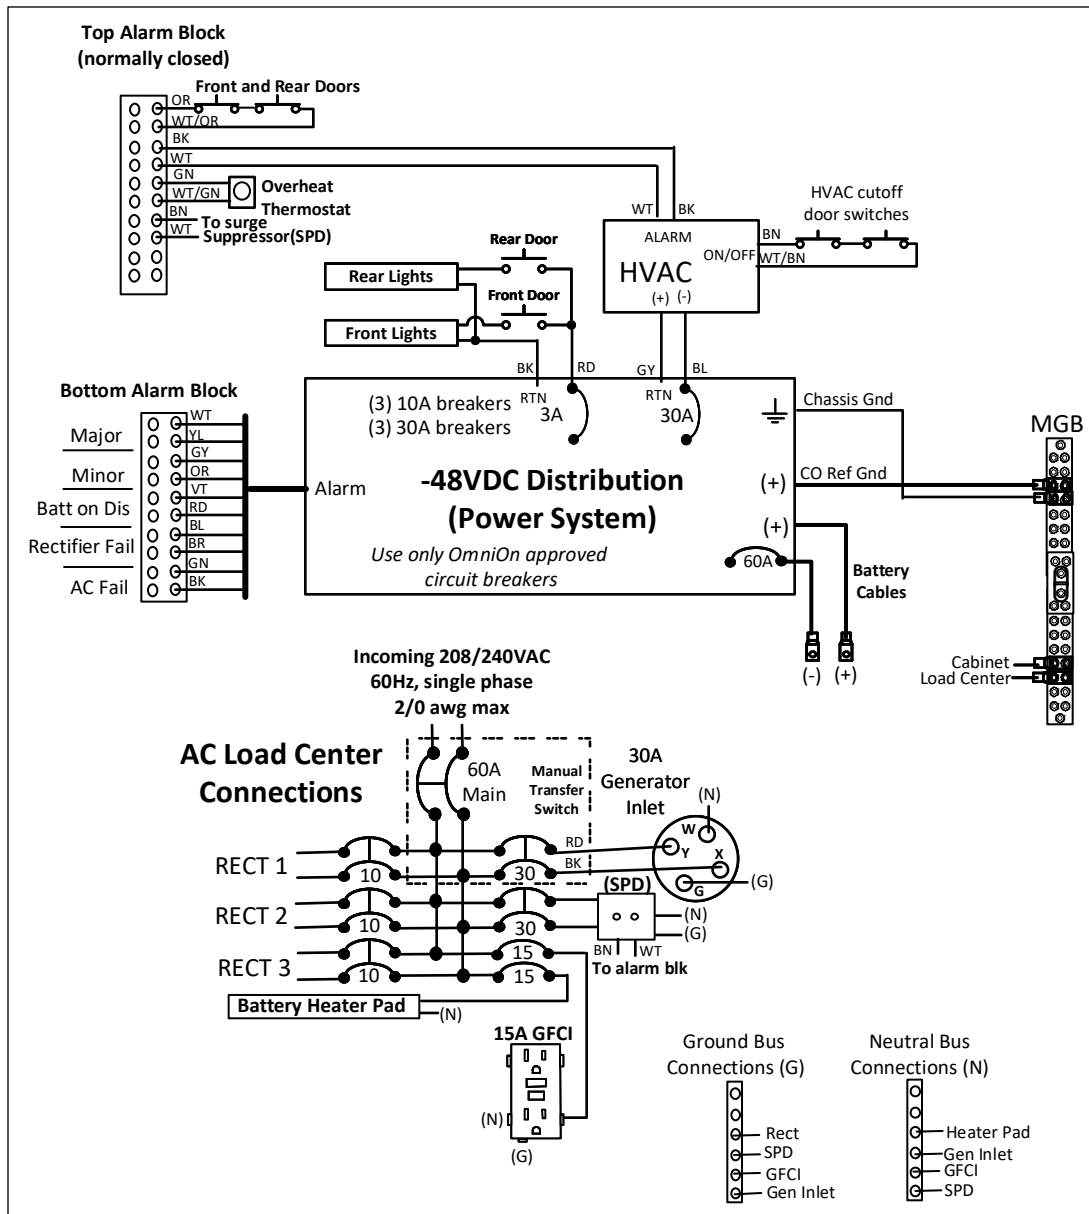 Top Alarm Block
(normally closed)
Front and Rear Doors
OR
WT/OR
BK
WT
GN
WT/GN
BN
WT
Overheat
Thermostat
To surge
Suppressor(SPD)
WT
BK
ALARM
HVAC
ON/OFF
(+)
(-)
BN
WT/BN
HVAC cutoff
door switches
Rear Door
Rear Lights
Front Door
Front Lights
BK
RD
GY
BL
RTN
3A
RTN
30A
Bottom Alarm Block
Major
Minor
Batt on Dis
Rectifier Fail
AC Fail
WT
YL
GY
OR
VT
RD
BL
BR
GN
BK
Alarm
(3) 10A breakers
(3) 30A breakers
-48VDC Distribution
(Power System)
Use only OmniOn approved
circuit breakers
(+)
(+)
60A
Chassis Gnd
CO Ref Gnd
MGB
Battery
Cables
(-)
(+)
Cabinet
Load Center
Incoming 208/240VAC
60Hz, single phase
2/0 awg max
AC Load Center
Connections
60A
Main
Manual
Transfer
Switch
30A
Generator
Inlet
(N)
W
Y
X
G
(G)
RD
BK
RECT 1
10
30
RECT 2
10
30
(SPD)
(N)
(G)
BN
WT
To alarm blk
RECT 3
10
15
15
Battery Heater Pad
(N)
15A GFCI
(N)
(G)
Ground Bus
Connections (G)
Rect
SPD
GFCI
Gen Inlet
Neutral Bus
Connections (N)
Heater Pad
Gen Inlet
GFCI
SPD